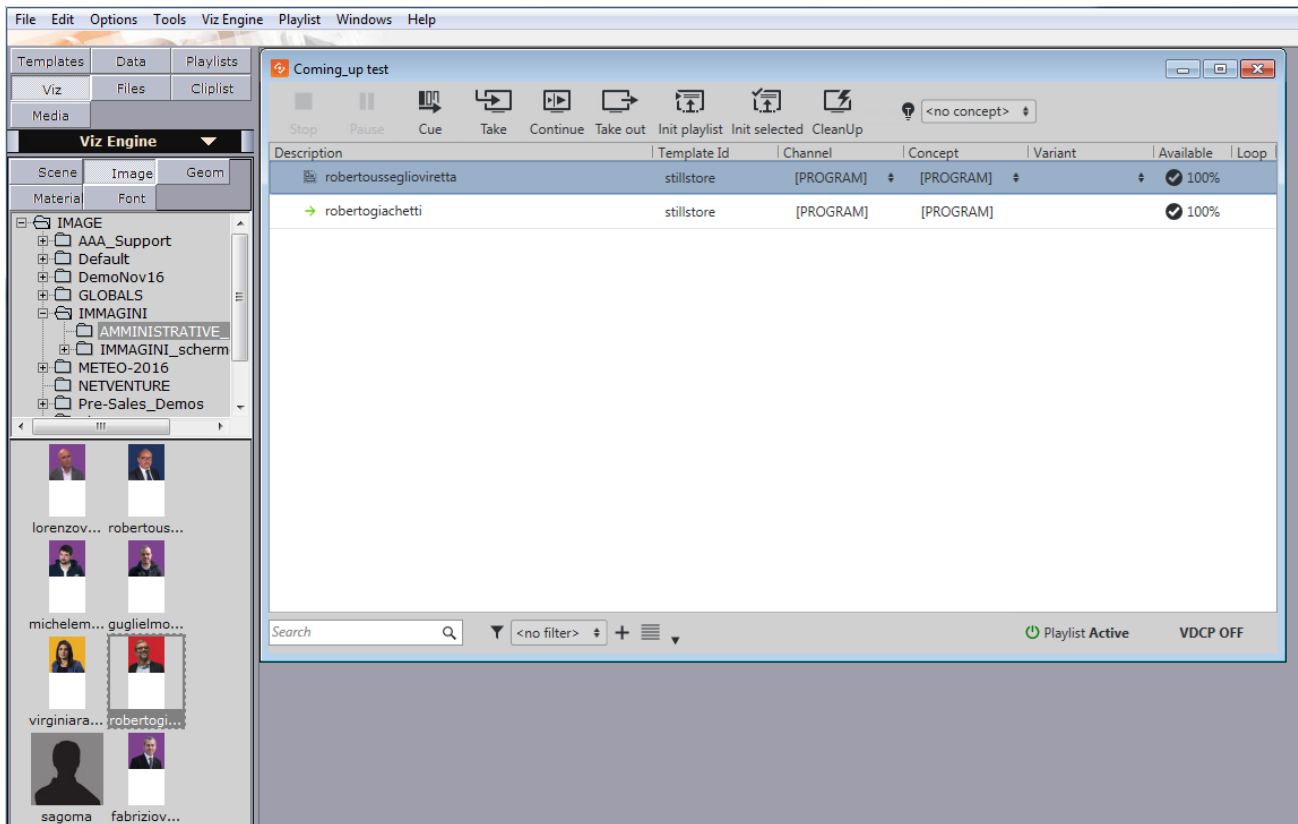 File Edit Options Tools Viz Engine Playlist Windows Help
Templates Data Playlists
Viz Files Cliplist
Media
Viz Engine
Scene Image Geom
Material Font
IMAGE
AAA_Support
Default
DemoNov16
GLOBALS
IMMAGINI
AMMINISTRATIVE_
IMMAGINI_scherm
METEO-2016
NETVENTURE
Pre-Sales_Demos
lorenzov... robertous...
michelem... guglielmo...
virginiara... robertogi...
sagoma fabriziov...
Coming_up test
Stop Pause Cue Take Continue Take out Init playlist Init selected CleanUp <no concept>
Description Template Id Channel Concept Variant Available Loop
robertousseglioviretta stillstore [PROGRAM] [PROGRAM] 100%
robertogiachetti stillstore [PROGRAM] [PROGRAM] 100%
Search <no filter> Playlist Active VDCP OFF